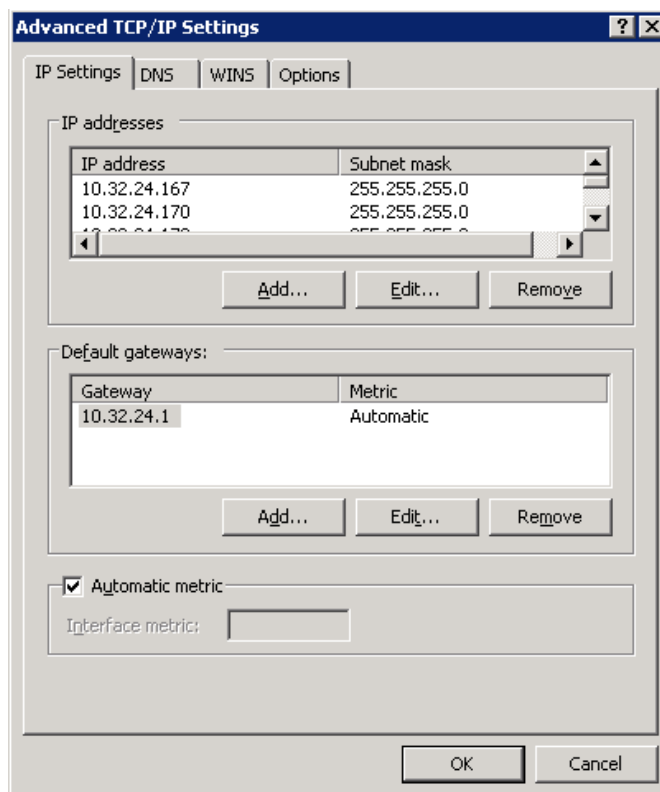 Advanced TCP/IP Settings
IP Settings DNS WINS Options
IP addresses
IP address Subnet mask
10.32.24.167 255.255.255.0
10.32.24.170 255.255.255.0
Add... Edit... Remove
Default gateways:
Gateway Metric
10.32.24.1 Automatic
Add... Edit... Remove
Automatic metric
Interface metric:
OK Cancel